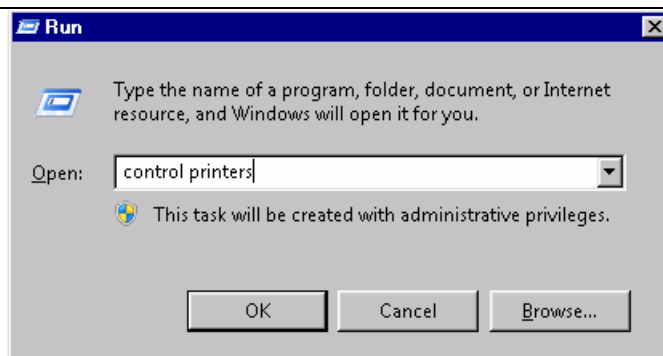 Run
Type the name of a program, folder, document, or Internet
resource, and Windows will open it for you.
Open: control printers
This task will be created with administrative privileges.
OK Cancel Browse...